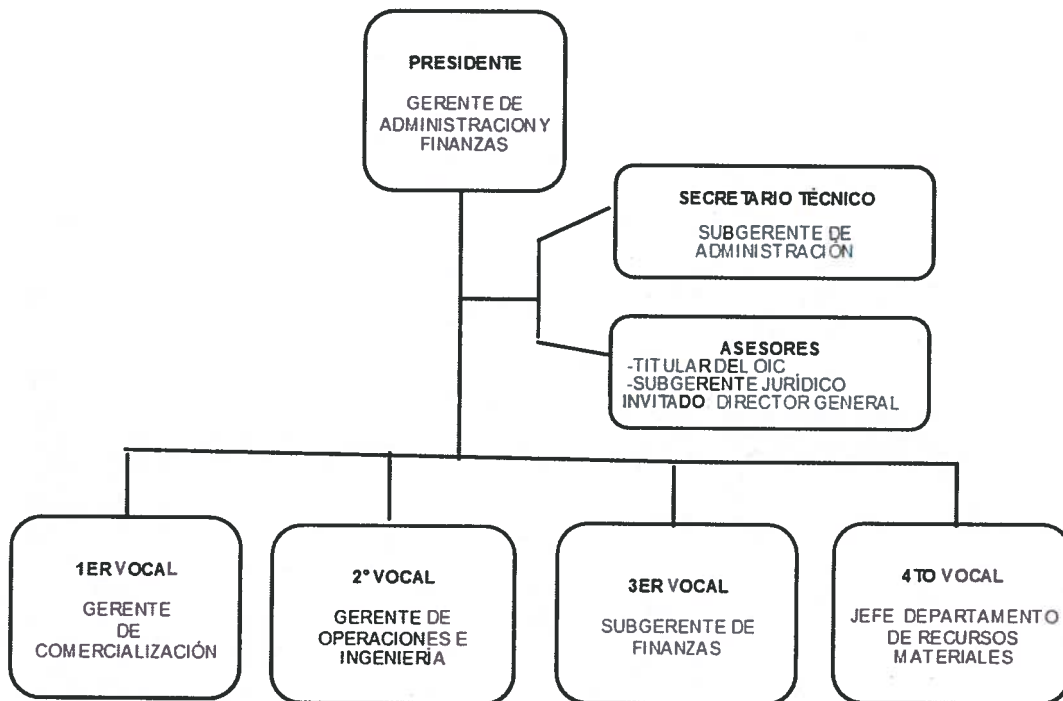 PRESIDENTE
GERENTE DE
ADMINISTRACION Y
FINANZAS
SECRETARIO TÉCNICO
SUBGERENTE DE
ADMINISTRACIÓN
ASESORES
-TITULAR DEL OIC
-SUBGERENTE JURÍDICO
INVITADO: DIRECTOR GENERAL
1ER VOCAL
GERENTE
DE
COMERCIALIZACIÓN
2° VOCAL
GERENTE DE
OPERACIONES E
INGENIERÍA
3ER VOCAL
SUBGERENTE DE
FINANZAS
4TO VOCAL
JEFE DEPARTAMENTO
DE RECURSOS
MATERIALES